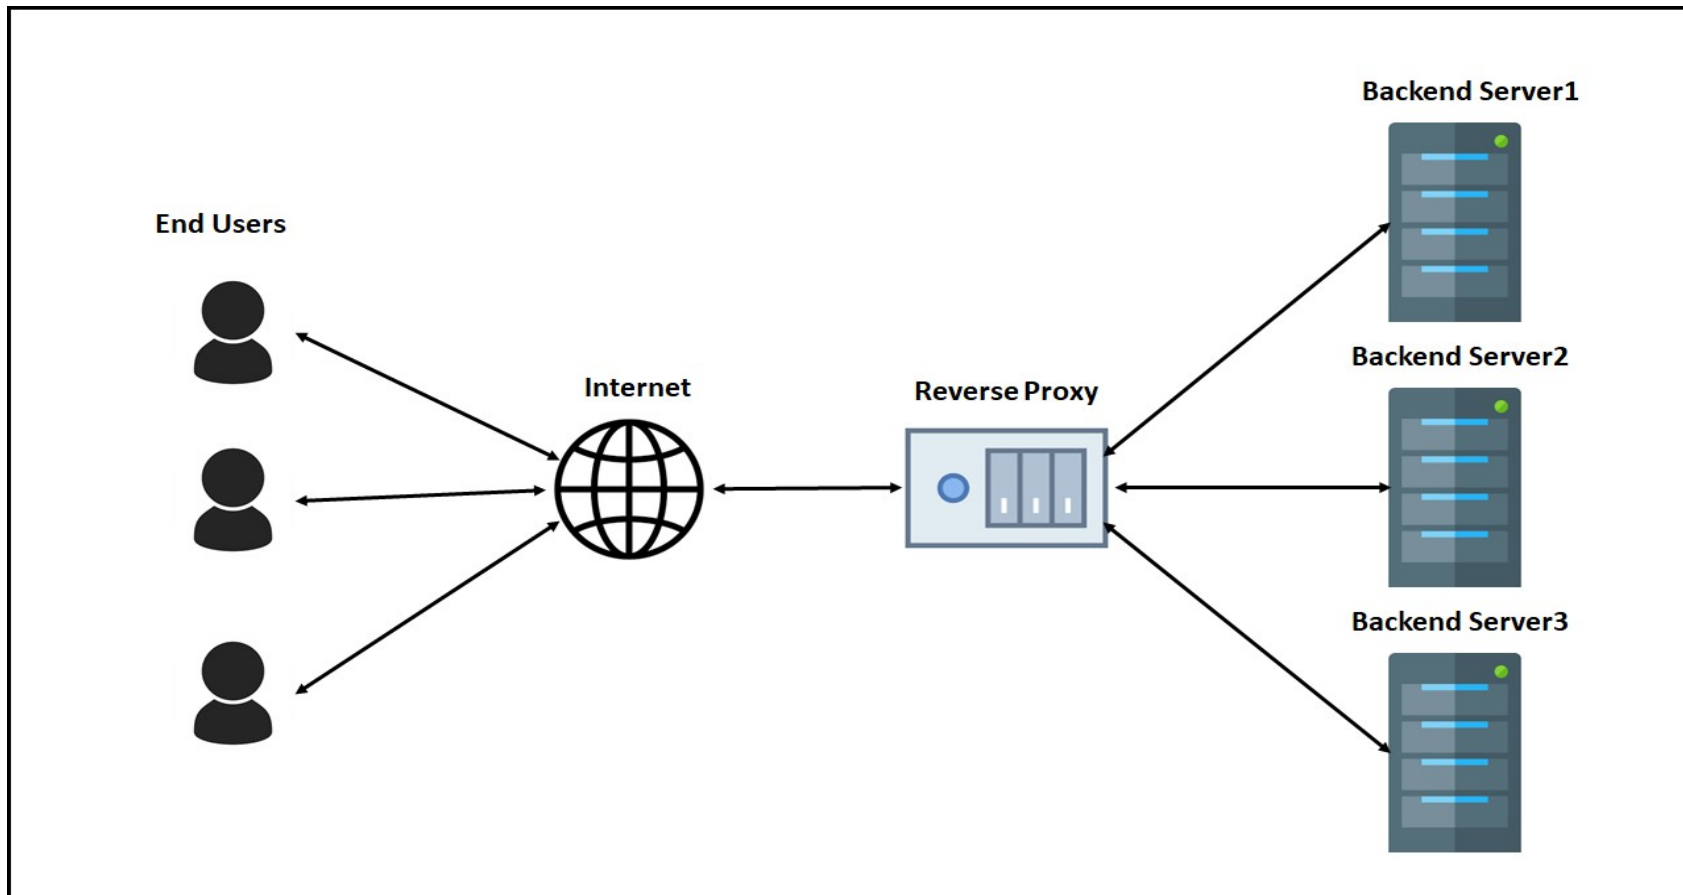 End Users
Internet
Reverse Proxy
Backend Server1
Backend Server2
Backend Server3